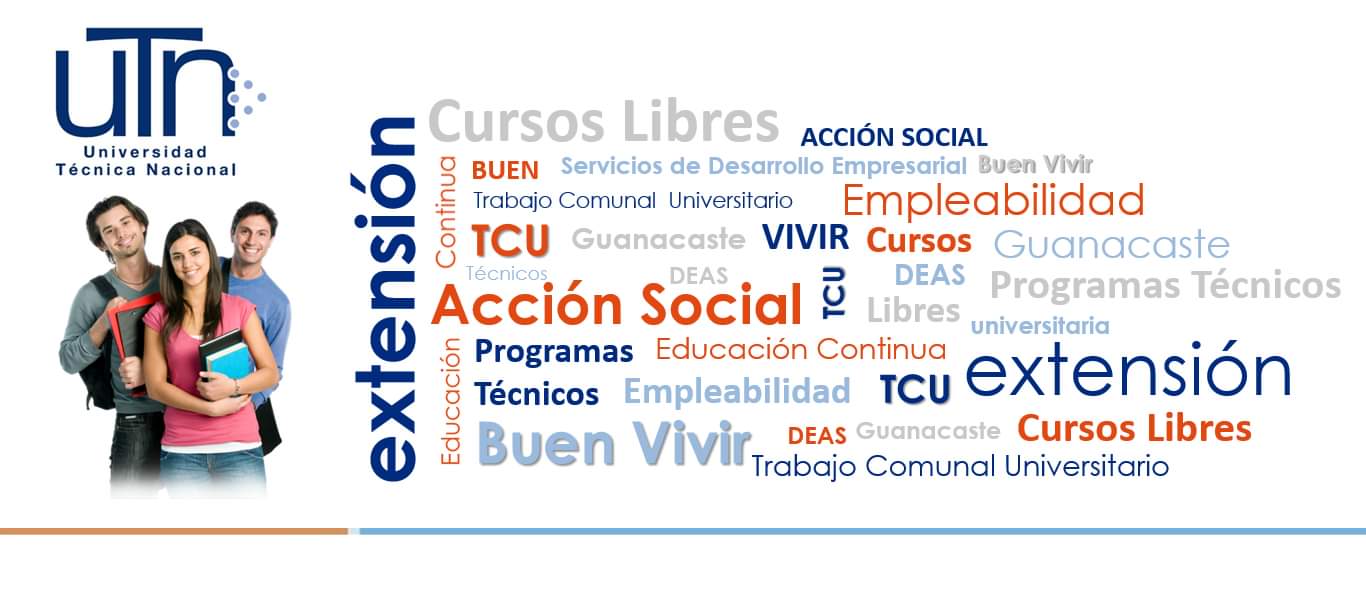 uTn
Universidad
Técnica Nacional
extensión
Cursos Libres
ACCIÓN SOCIAL
Continua
BUEN
Servicios de Desarrollo Empresarial
Buen Vivir
Trabajo Comunal Universitario
Empleabilidad
TCU
Guanacaste
VIVIR
Cursos
Guanacaste
Técnicos
DEAS
TCU
DEAS
Programas Técnicos
Acción Social
Libres
universitaria
Educación
Programas
Educación Continua
extensión
Técnicos
Empleabilidad
TCU
Buen Vivir
DEAS
Guanacaste
Cursos Libres
Trabajo Comunal Universitario